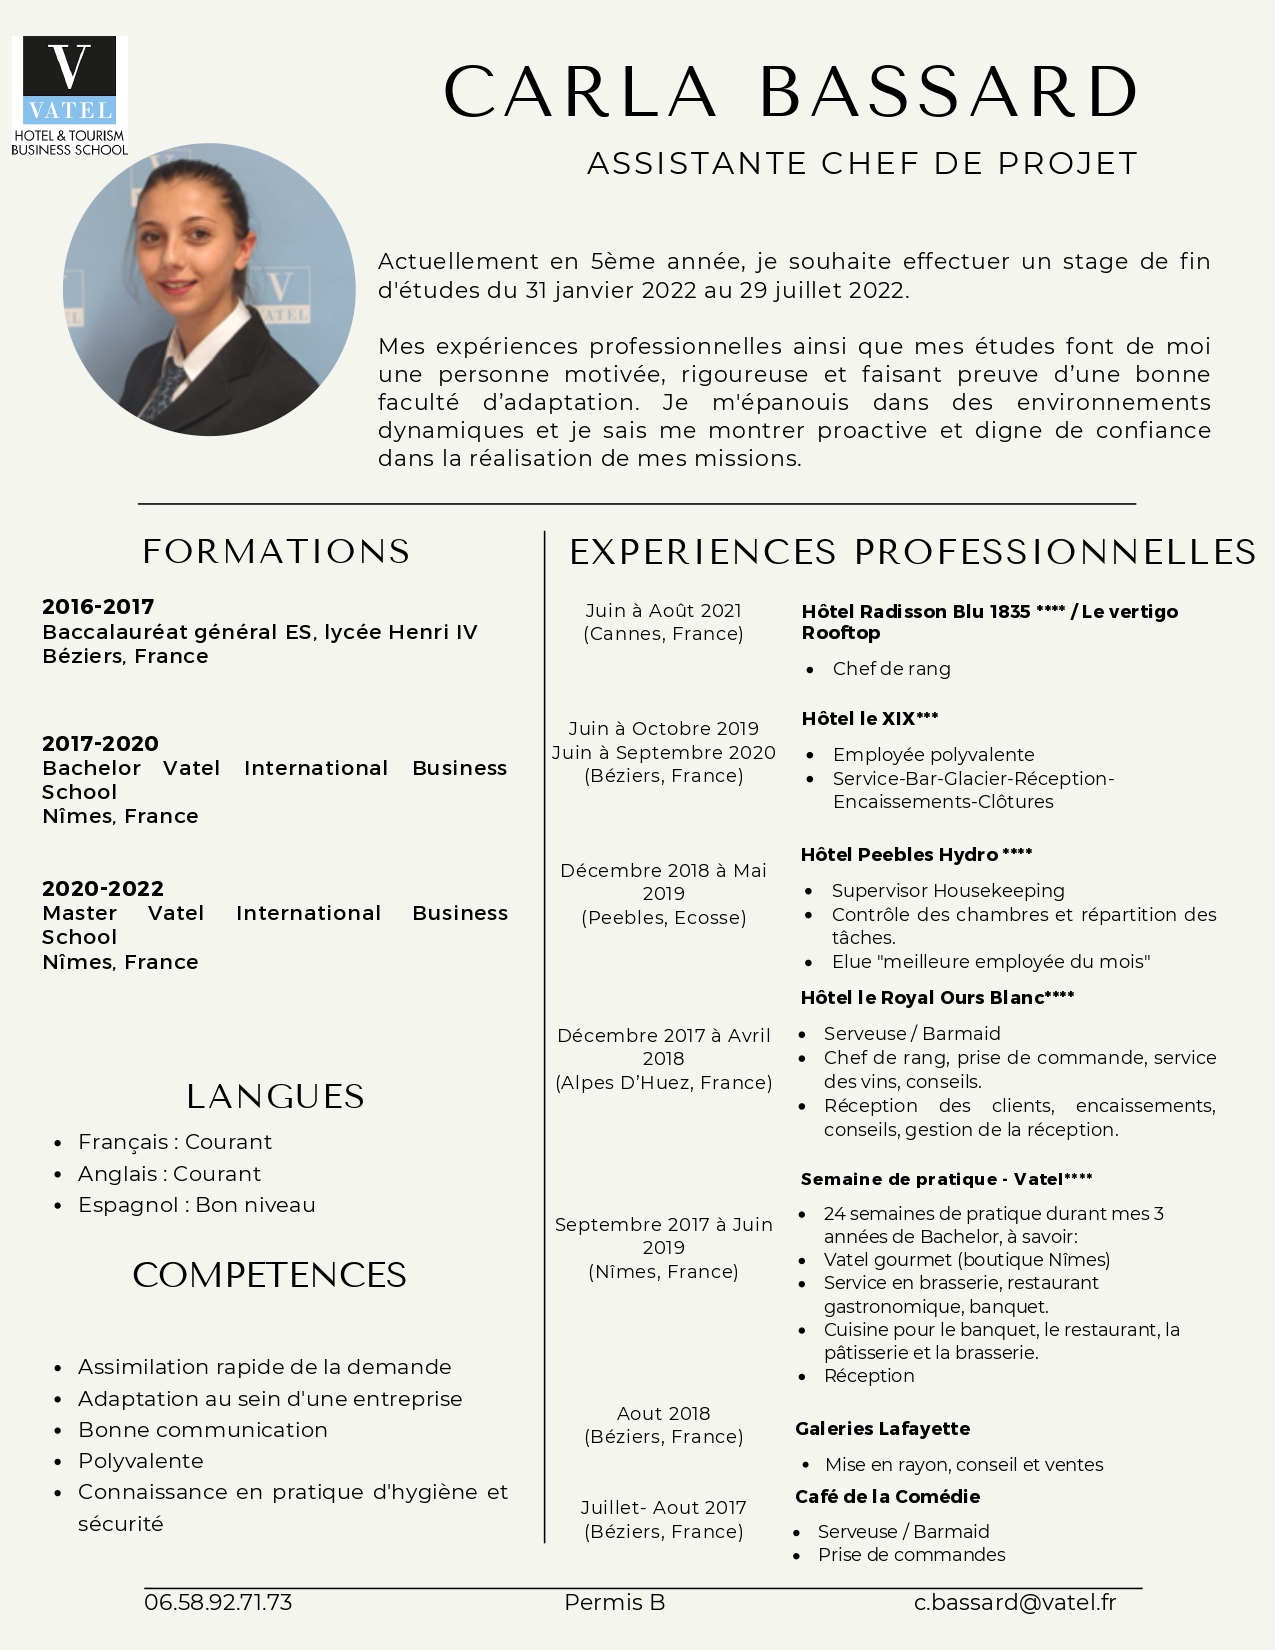 V
VATEL
HOTEL & TOURISM
BUSINESS SCHOOL
CARLA BASSARD
ASSISTANTE CHEF DE PROJET
Actuellement en 5ème année, je souhaite effectuer un stage de fin
d'études du 31 janvier 2022 au 29 juillet 2022.
Mes expériences professionnelles ainsi que mes études font de moi
une personne motivée, rigoureuse et faisant preuve d’une bonne
faculté d’adaptation. Je m'épanouis dans des environnements
dynamiques et je sais me montrer proactive et digne de confiance
dans la réalisation de mes missions.
FORMATIONS
2016-2017
Baccalauréat général ES, lycée Henri IV
Béziers, France
2017-2020
Bachelor Vatel International Business
School
Nîmes, France
2020-2022
Master Vatel International Business
School
Nîmes, France
LANGUES
• Français : Courant
• Anglais : Courant
• Espagnol : Bon niveau
COMPETENCES
• Assimilation rapide de la demande
• Adaptation au sein d'une entreprise
• Bonne communication
• Polyvalente
• Connaissance en pratique d'hygiène et
sécurité
EXPERIENCES PROFESSIONNELLES
Juin à Août 2021
(Cannes, France)
Hôtel Radisson Blu 1835 **** / Le vertigo
Rooftop
• Chef de rang
Juin à Octobre 2019
Juin à Septembre 2020
(Béziers, France)
Hôtel le XIX***
• Employée polyvalente
• Service-Bar-Glacier-Réception-
Encaissements-Clôtures
Décembre 2018 à Mai
2019
(Peebles, Ecosse)
Hôtel Peebles Hydro ****
• Supervisor Housekeeping
• Contrôle des chambres et répartition des
tâches.
• Elue "meilleure employée du mois"
Décembre 2017 à Avril
2018
(Alpes D’Huez, France)
Hôtel le Royal Ours Blanc****
• Serveuse / Barmaid
• Chef de rang, prise de commande, service
des vins, conseils.
• Réception des clients, encaissements,
conseils, gestion de la réception.
Septembre 2017 à Juin
2019
(Nîmes, France)
Semaine de pratique - Vatel****
• 24 semaines de pratique durant mes 3
années de Bachelor, à savoir:
• Vatel gourmet (boutique Nîmes)
• Service en brasserie, restaurant
gastronomique, banquet.
• Cuisine pour le banquet, le restaurant, la
pâtisserie et la brasserie.
• Réception
Aout 2018
(Béziers, France)
Galeries Lafayette
• Mise en rayon, conseil et ventes
Juillet- Aout 2017
(Béziers, France)
Café de la Comédie
• Serveuse / Barmaid
• Prise de commandes
06.58.92.71.73
Permis B
c.bassard@vatel.fr